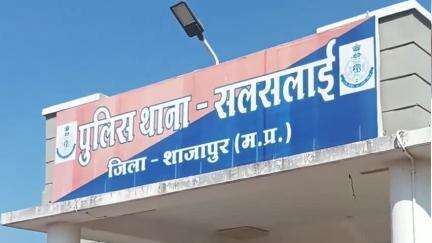 पुलिस थाना - सलसलाई
जिला - शाजापुर (म.प्र.)